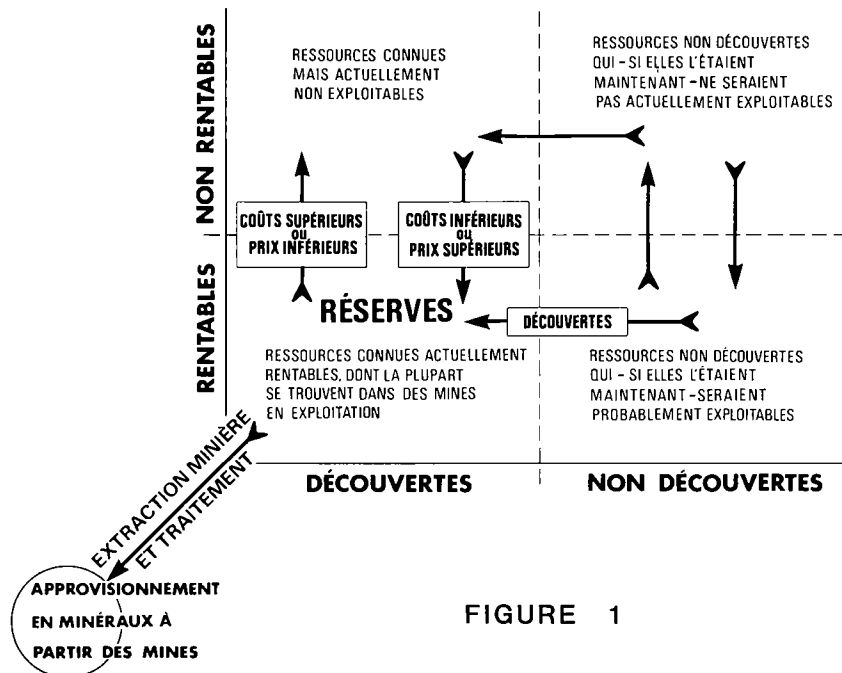 NON RENTABLES
RESSOURCES CONNUES
MAIS ACTUELLEMENT
NON EXPLOITABLES
RESSOURCES NON DÉCOUVERTES
QUI - SI ELLES L'ÉTAIENT
MAINTENANT - NE SERAIENT
PAS ACTUELLEMENT EXPLOITABLES
COÛTS SUPÉRIEURS
OU
PRIX INFÉRIEURS
COÛTS INFÉRIEURS
OU
PRIX SUPÉRIEURS
RENTABLES
RÉSERVES
DÉCOUVERTES
RESSOURCES CONNUES ACTUELLEMENT
RENTABLES, DONT LA PLUPART
SE TROUVENT DANS DES MINES
EN EXPLOITATION
RESSOURCES NON DÉCOUVERTES
QUI - SI ELLES L'ÉTAIENT
MAINTENANT - SERAIENT
PROBABLEMENT EXPLOITABLES
DÉCOUVERTES
NON DÉCOUVERTES
EXTRACTION MINIÈRE
ET TRAITEMENT
APPROVISIONNEMENT
EN MINÉRAUX À
PARTIR DES MINES
FIGURE 1